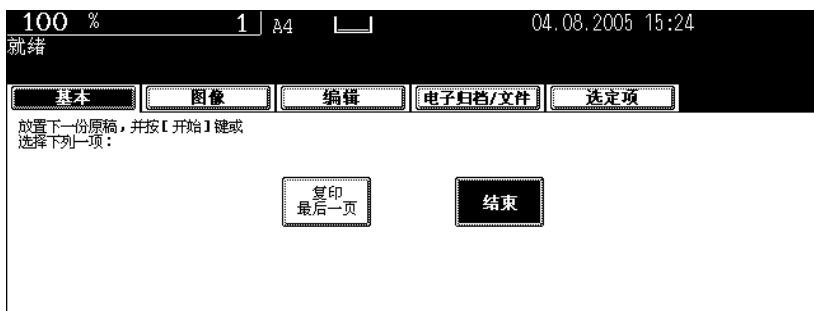 100 % 1 A4 04.08.2005 15:24
就绪
基本 图像 编辑 电子归档/文件 选定项
放置下一份原稿，并按[开始]键或
选择下列一项：
复印
最后一页
结束